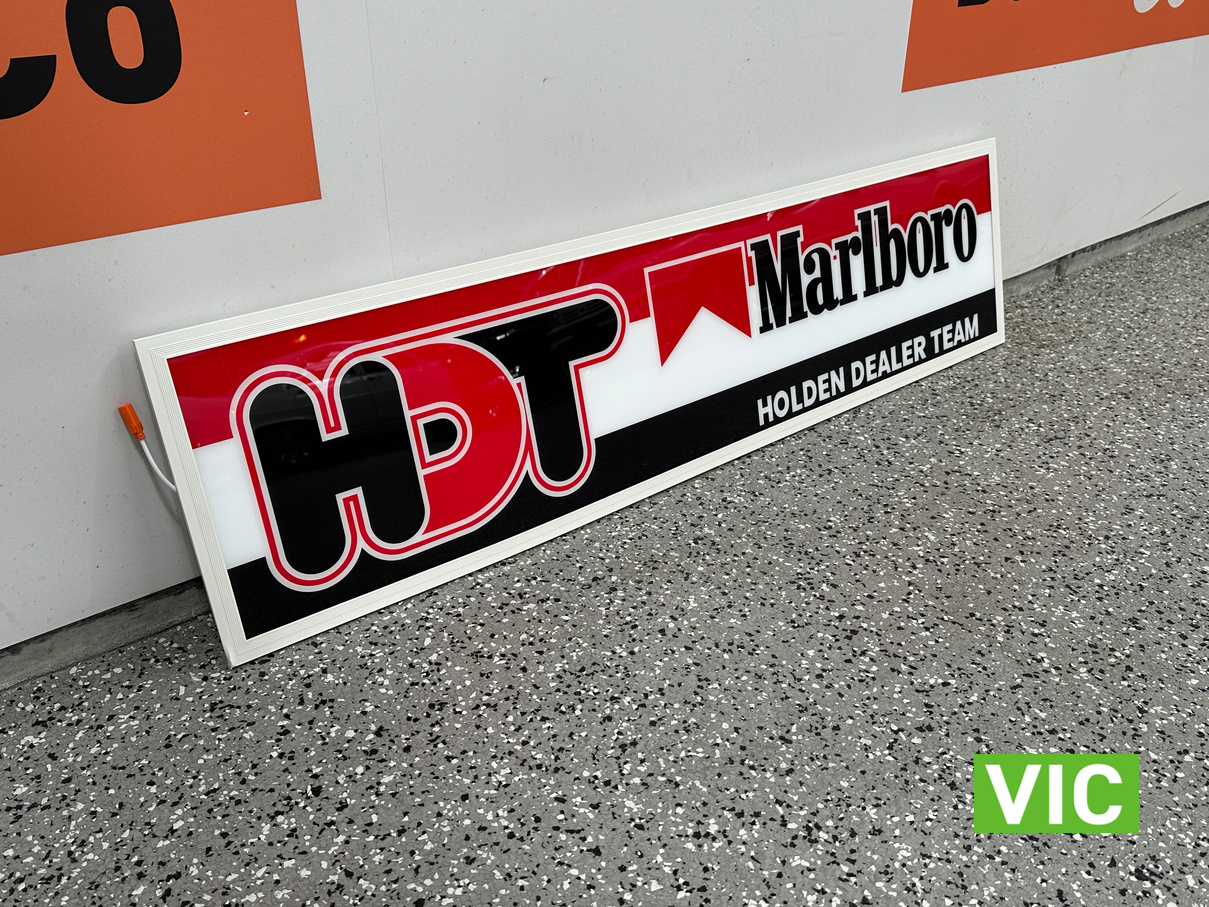 HDT
Marlboro
HOLDEN DEALER TEAM
VIC